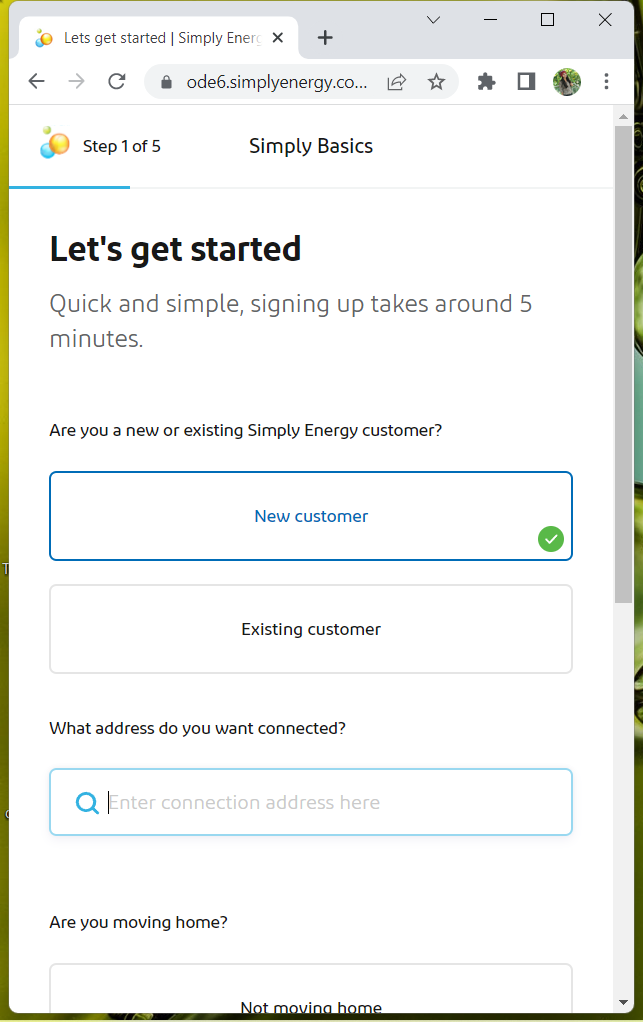 Lets get started | Simply Energ
ode6.simplyenergy.co...
Step 1 of 5
Simply Basics
Let's get started
Quick and simple, signing up takes around 5
minutes.
Are you a new or existing Simply Energy customer?
New customer
Existing customer
What address do you want connected?
Enter connection address here
Are you moving home?
Not moving home